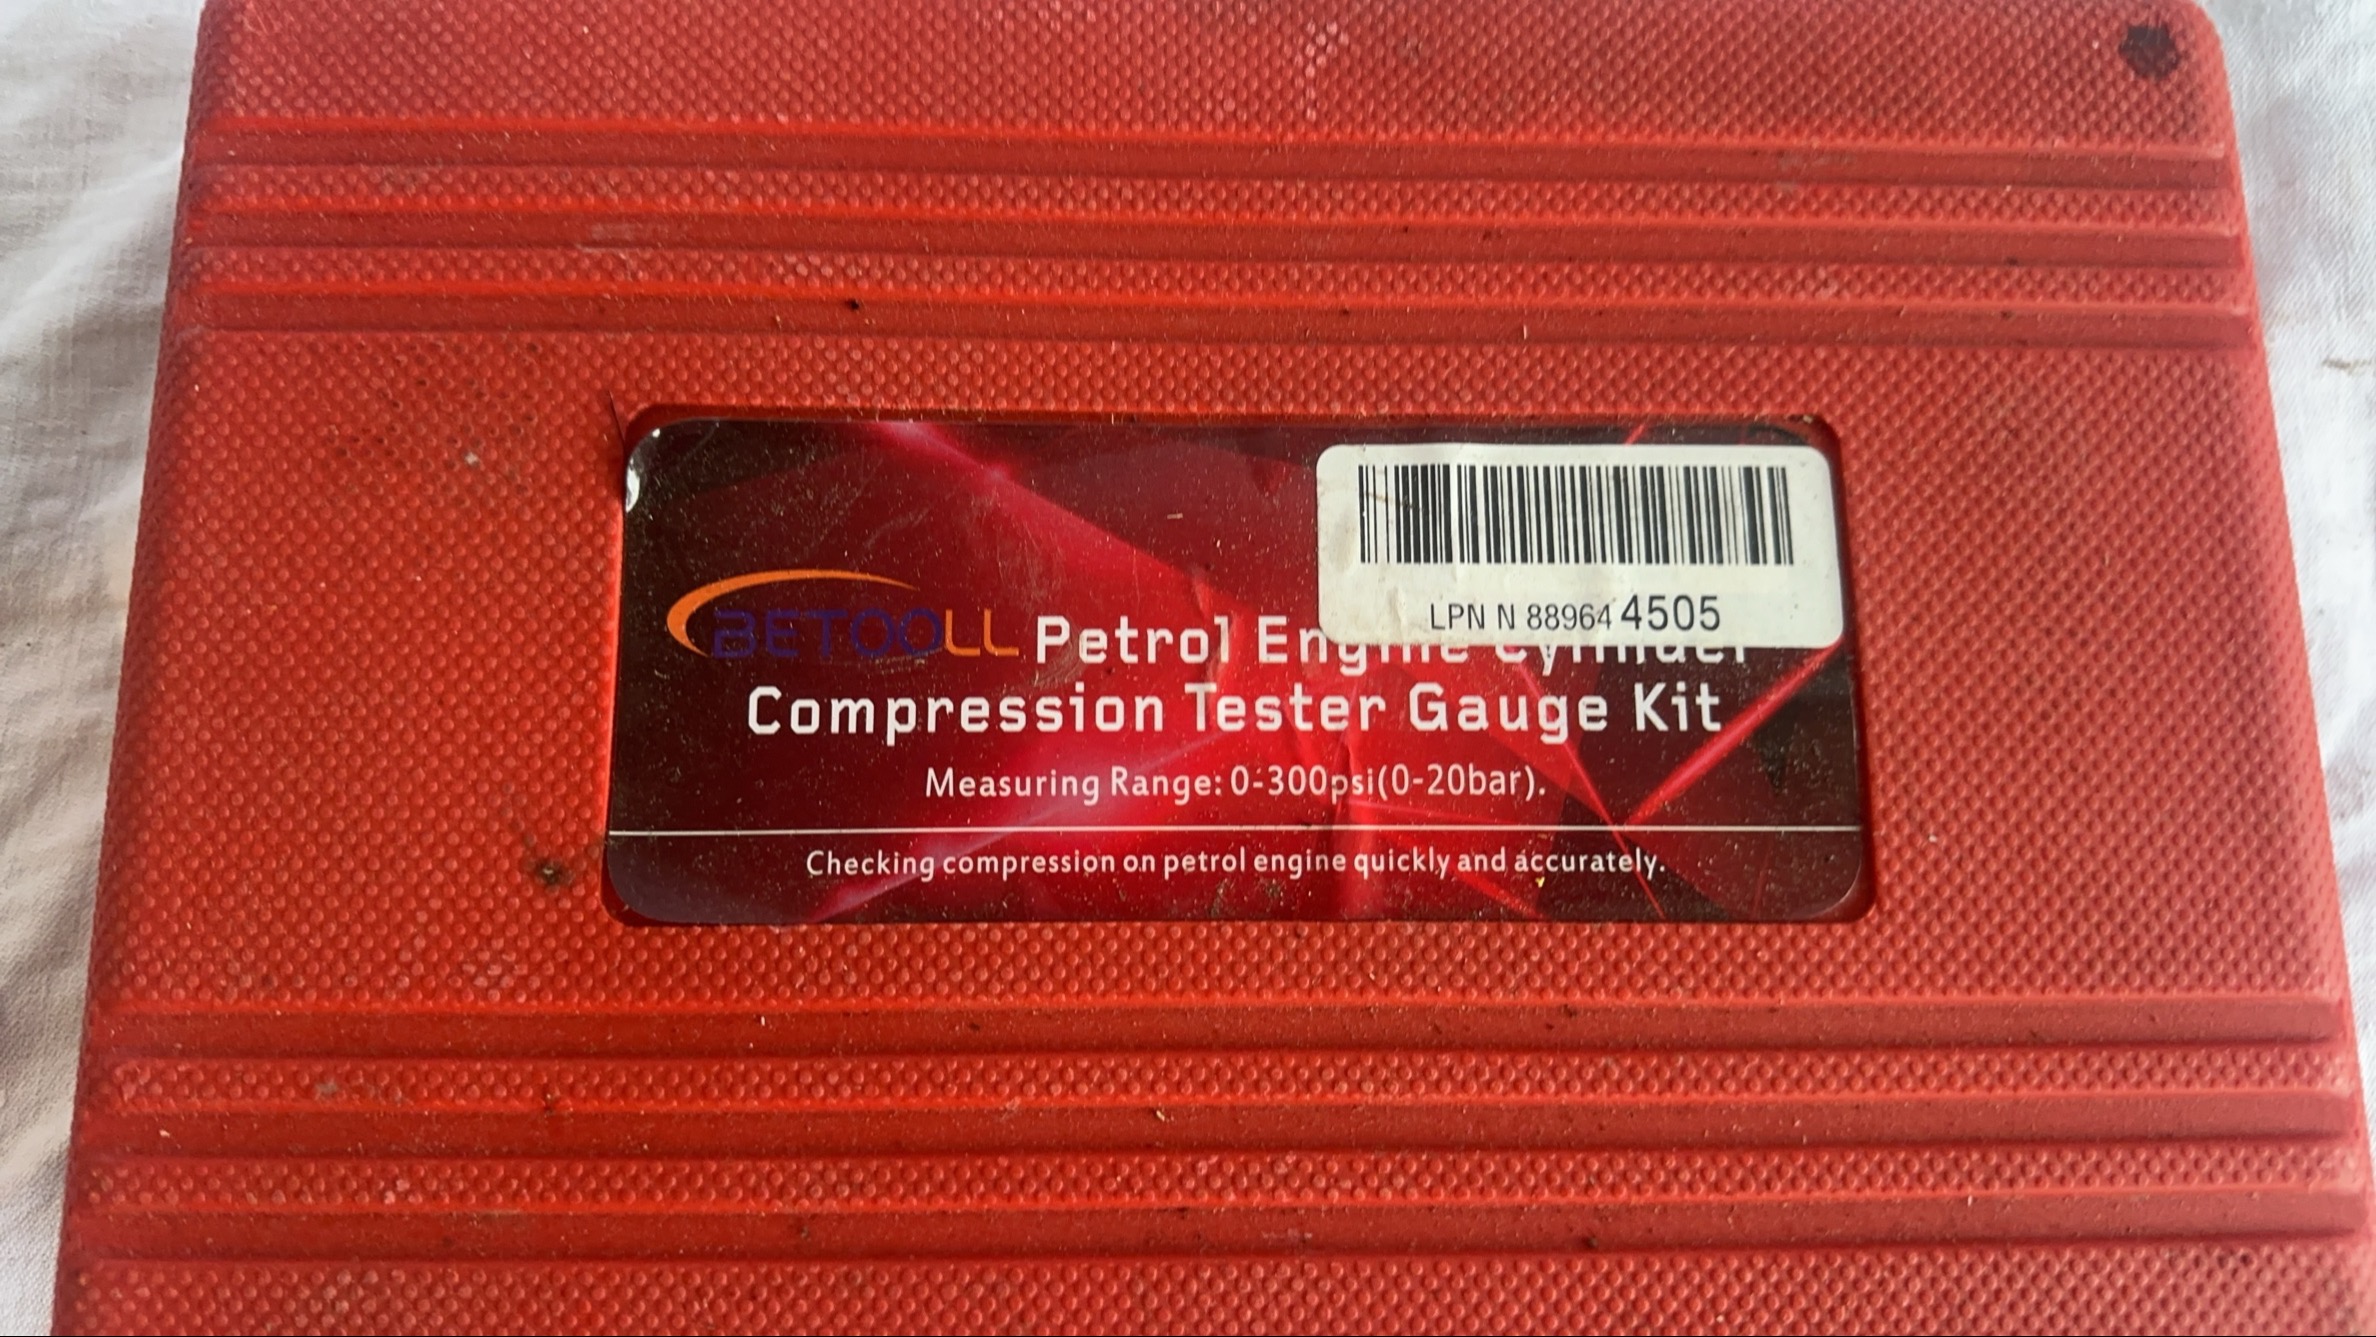 LPN N 88964 4505
BETOOLL Petrol Engine Cylinder
Compression Tester Gauge Kit
Measuring Range: 0-300psi(0-20bar).
Checking compression on petrol engine quickly and accurately.